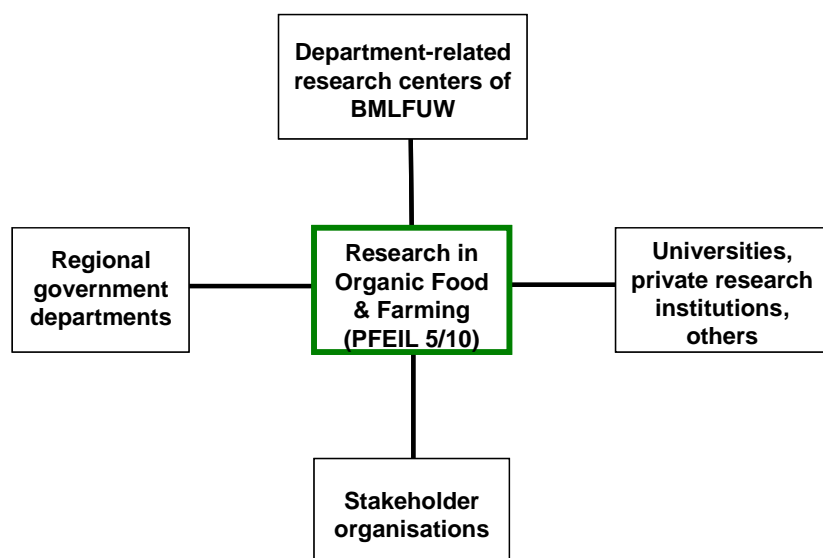 Department-related
research centers of
BMLFUW
Regional
government
departments
Research in
Organic Food
& Farming
(PFEIL 5/10)
Universities,
private research
institutions,
others
Stakeholder
organisations